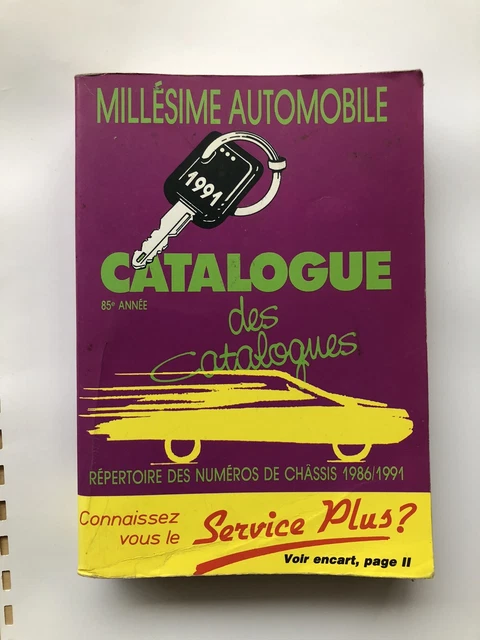 MILLÉSIME AUTOMOBILE
1991
CATALOGUE
85e ANNÉE
des
Catalogues
RÉPERTOIRE DES NUMÉROS DE CHÂSSIS 1986/1991
Connaissez
vous le
Service Plus?
Voir encart, page II